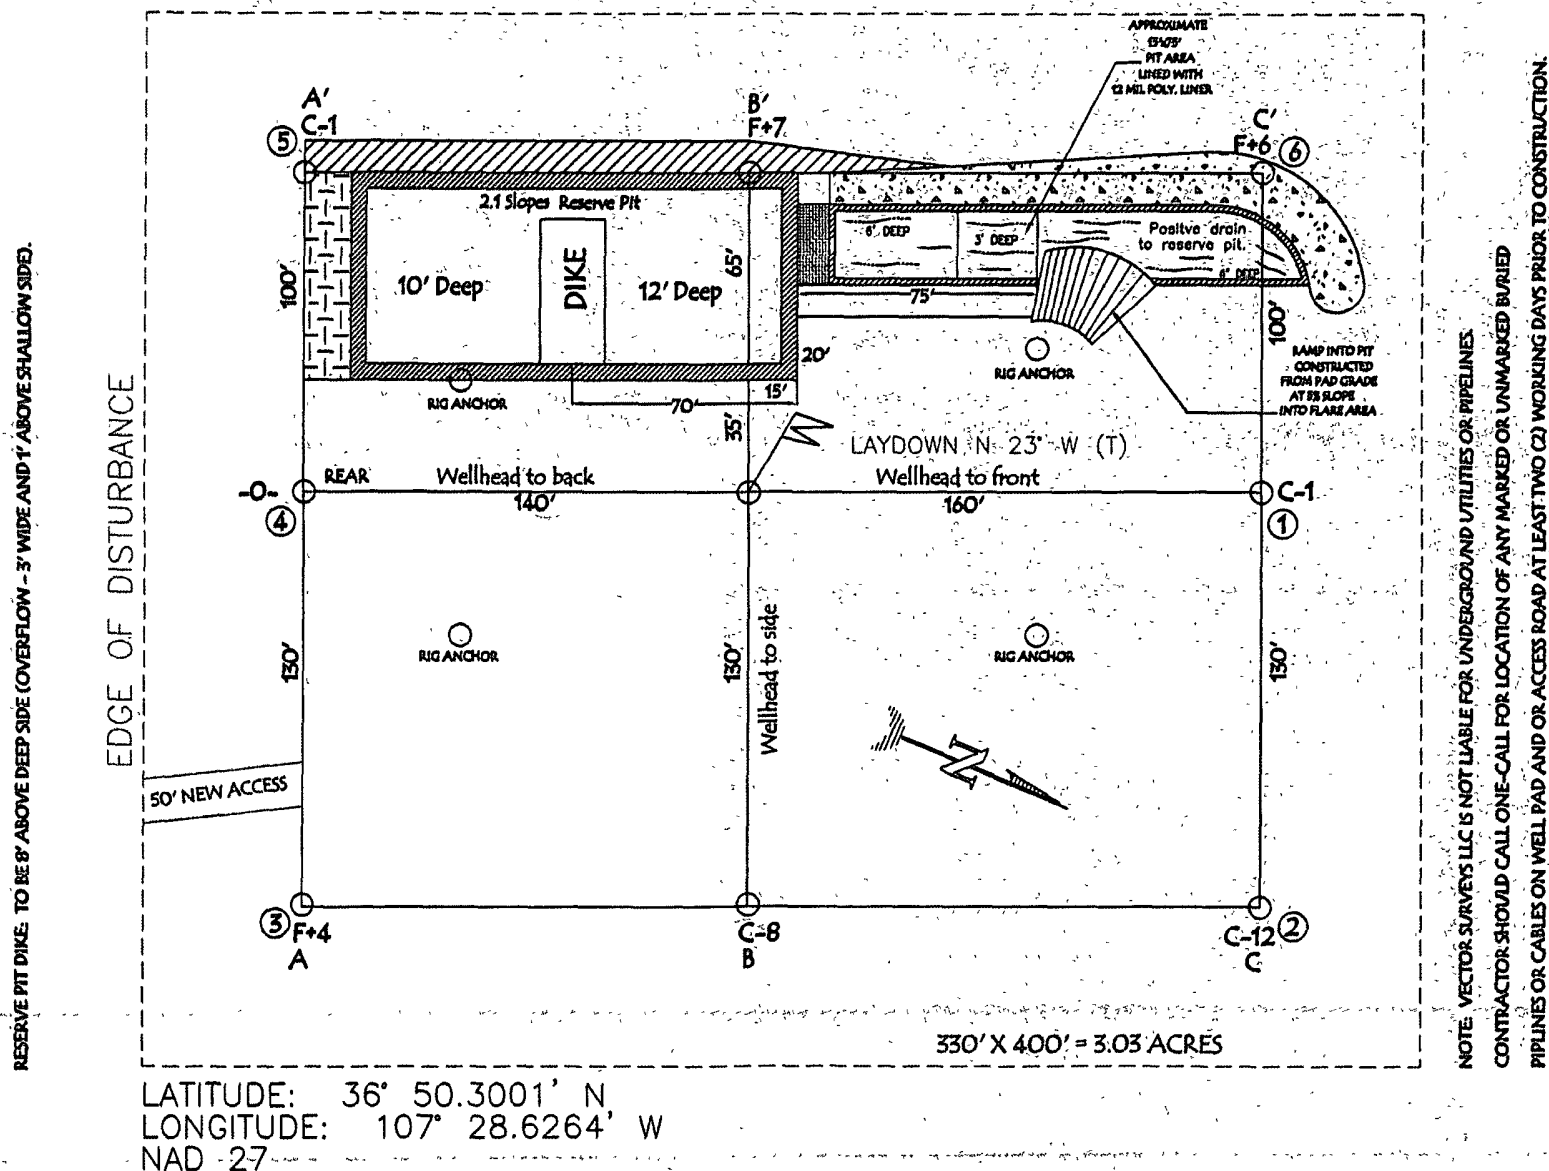 APPROXIMATE
PIT AREA
LINED WITH
12 MIL POLY. LINER
A'
C-1
B'
F+7
C'
F+6
5
6
2:1 Slopes Reserve Pit
10' Deep
DIKE
12' Deep
65'
6' DEEP
3' DEEP
Positve drain
to reserve pit.
6' DEEP
100'
75'
100'
20'
RIG ANCHOR
RAMP INTO PIT
CONSTRUCTED
FROM PAD GRADE
AT 8% SLOPE
INTO FLARE AREA
RIG ANCHOR
15'
70'
35'
LAYDOWN N 23° W (T)
REAR
Wellhead to back
Wellhead to front
-0-
140'
160'
C-1
4
1
EDGE OF DISTURBANCE
130'
130'
Wellhead to side
130'
RIG ANCHOR
RIG ANCHOR
N
50' NEW ACCESS
3
F+4
A
C-8
B
C-12
C
2
330' X 400' = 3.03 ACRES
LATITUDE: 36° 50.3001' N
LONGITUDE: 107° 28.6264' W
NAD 27
RESERVE PIT DIKE: TO BE 8' ABOVE DEEP SIDE (OVERFLOW - 3' WIDE AND 1' ABOVE SHALLOW SIDE).
NOTE: VECTOR SURVEYS LLC IS NOT LIABLE FOR UNDERGROUND UTILITIES OR PIPELINES.
CONTRACTOR SHOULD CALL ONE-CALL FOR LOCATION OF ANY MARKED OR UNMARKED BURIED
PIPLINES OR CABLES ON WELL PAD AND OR ACCESS ROAD AT LEAST TWO (2) WORKING DAYS PRIOR TO CONSTRUCTION.